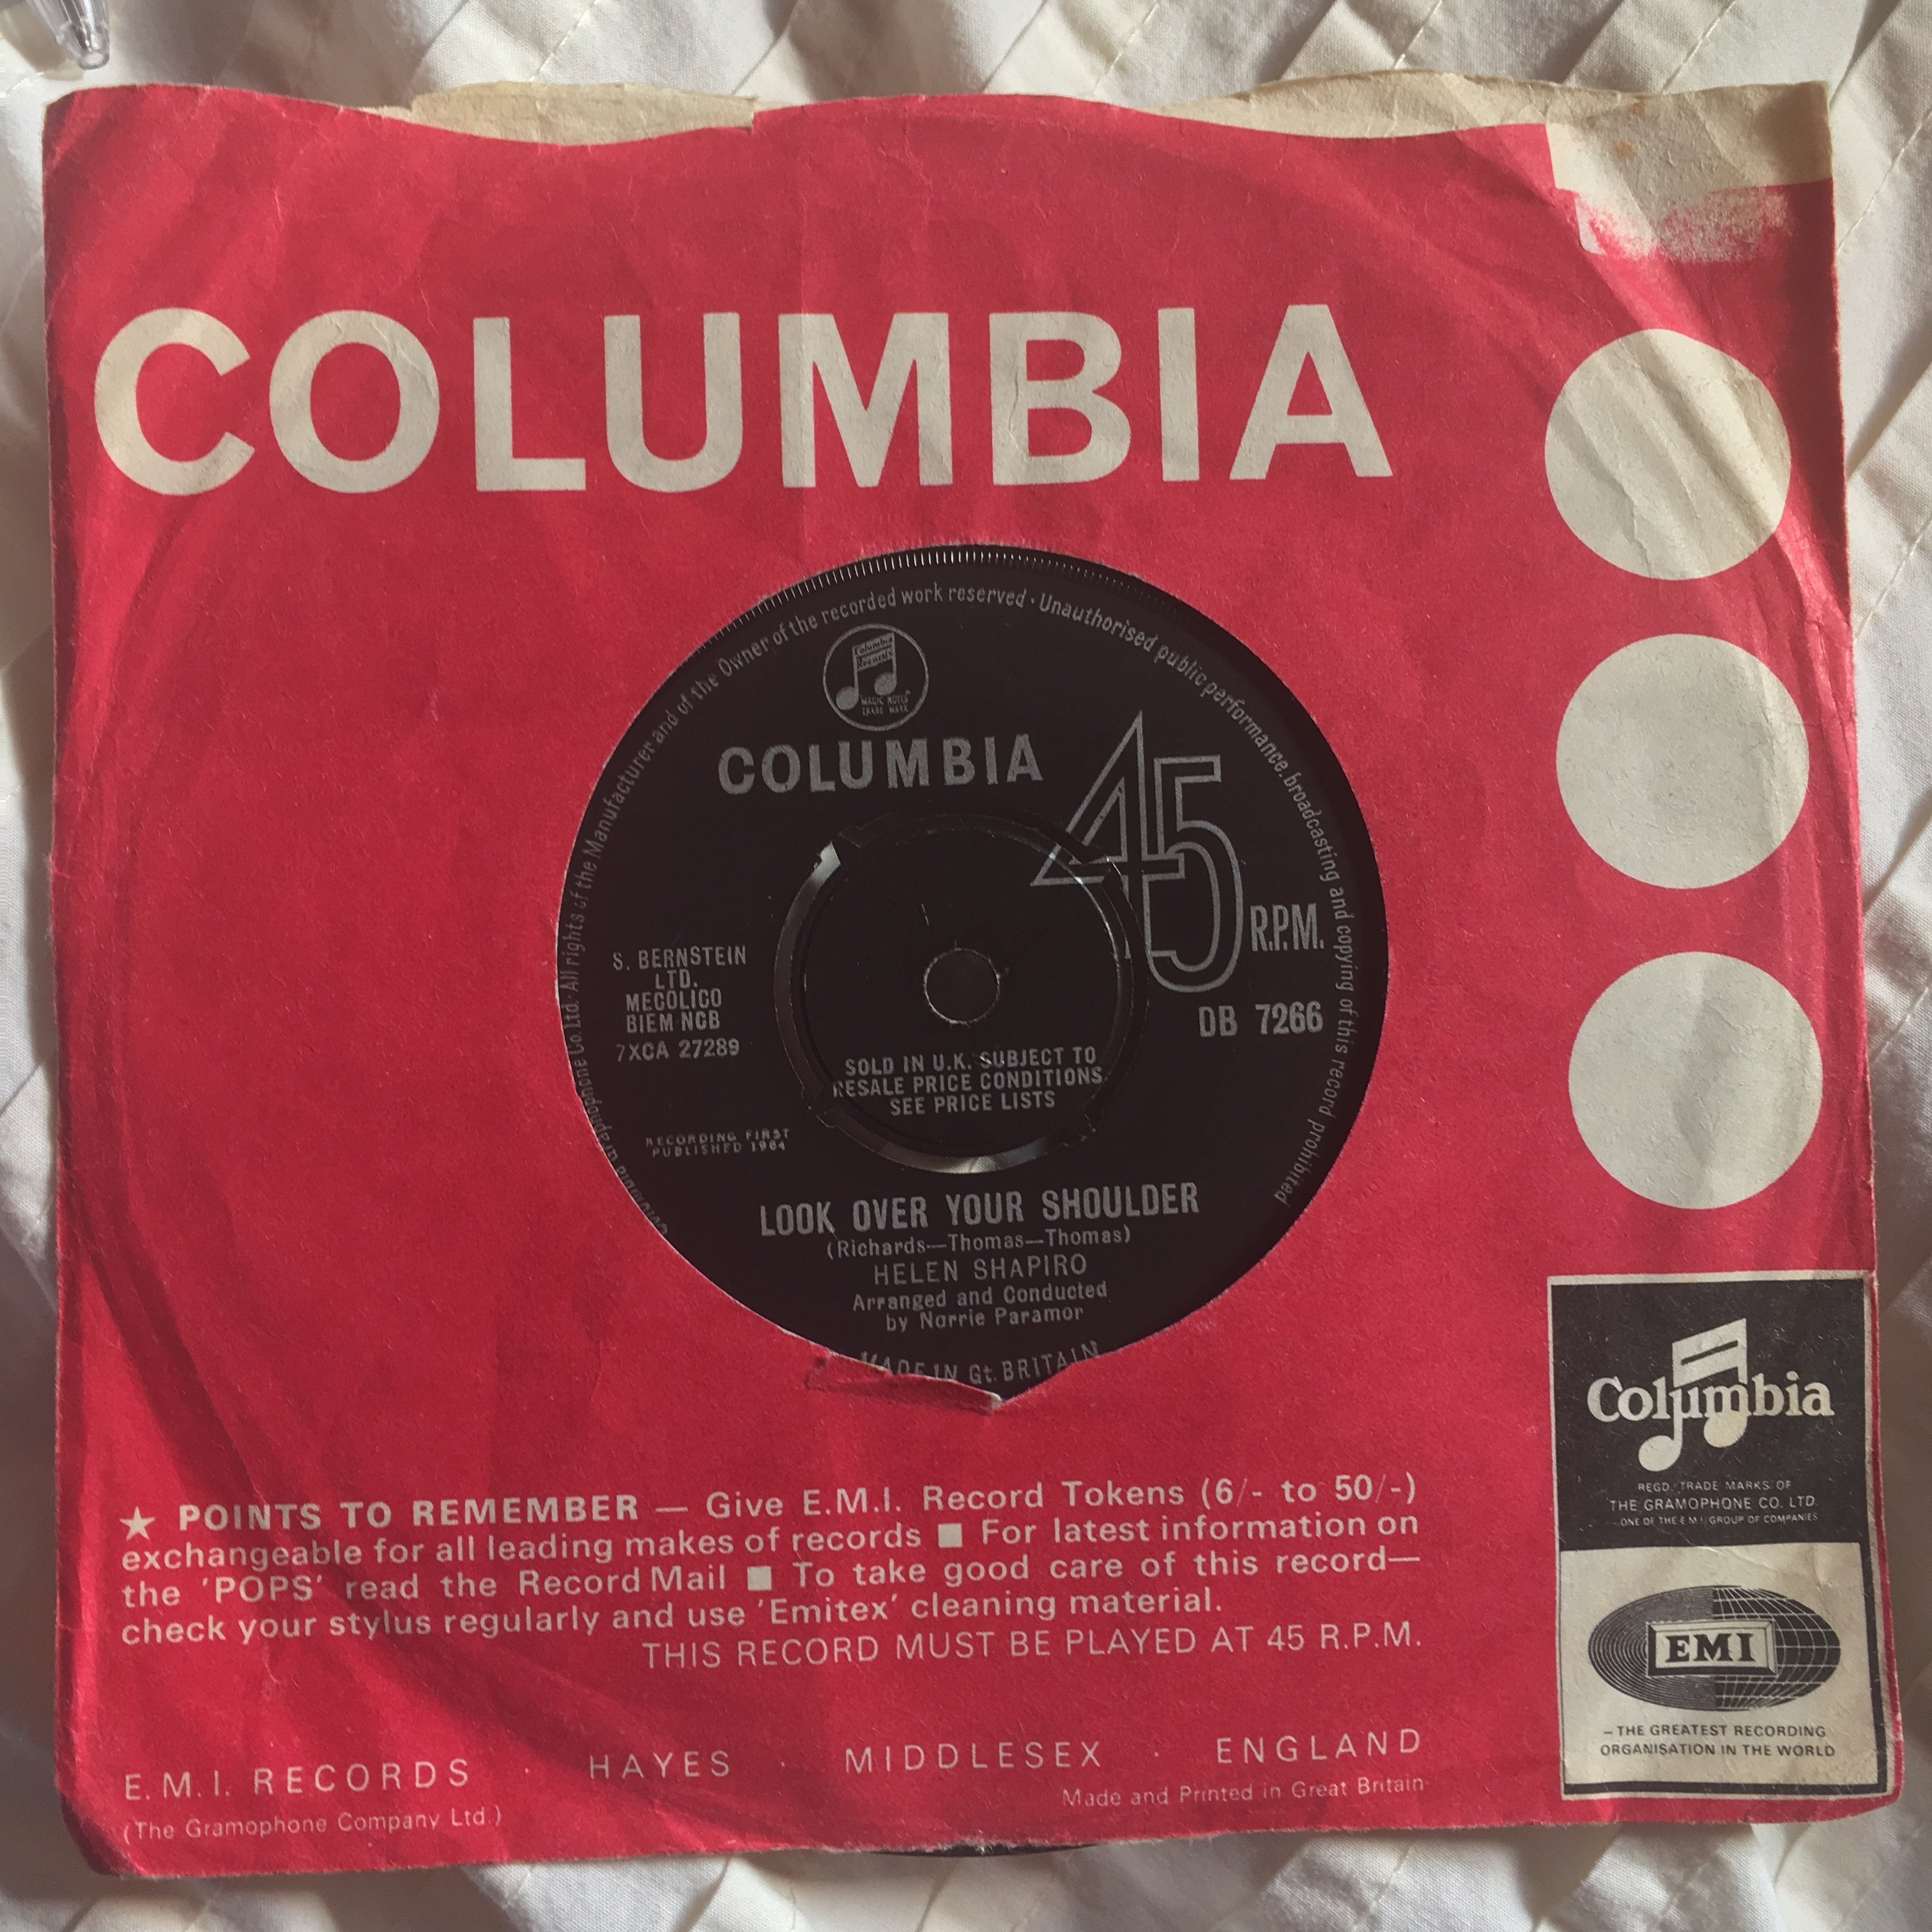 COLUMBIA
Columbia Graphophone Co. Ltd. All rights of the Manufacturer and of the Owner of the recorded work reserved · Unauthorised public performance, broadcasting and copying of this record prohibited
Columbia
Records
MAGIC NOTES
TRADE MARK
COLUMBIA
45 R.P.M.
S. BERNSTEIN
LTD.
MECOLICO
BIEM NCB
7XCA 27289
DB 7266
SOLD IN U.K. SUBJECT TO
RESALE PRICE CONDITIONS,
SEE PRICE LISTS
RECORDING FIRST
PUBLISHED 1964
LOOK OVER YOUR SHOULDER
(Richards—Thomas—Thomas)
HELEN SHAPIRO
Arranged and Conducted
by Norrie Paramor
MADE IN Gt. BRITAIN
★ POINTS TO REMEMBER — Give E.M.I. Record Tokens (6/- to 50/-)
exchangeable for all leading makes of records ■ For latest information on
the 'POPS' read the Record Mail ■ To take good care of this record—
check your stylus regularly and use 'Emitex' cleaning material.
THIS RECORD MUST BE PLAYED AT 45 R.P.M.
E.M.I. RECORDS · HAYES · MIDDLESEX · ENGLAND
(The Gramophone Company Ltd.)
Made and Printed in Great Britain
Columbia
REGD. TRADE MARKS OF
THE GRAMOPHONE CO. LTD.
ONE OF THE E.M.I. GROUP OF COMPANIES
EMI
– THE GREATEST RECORDING
ORGANISATION IN THE WORLD